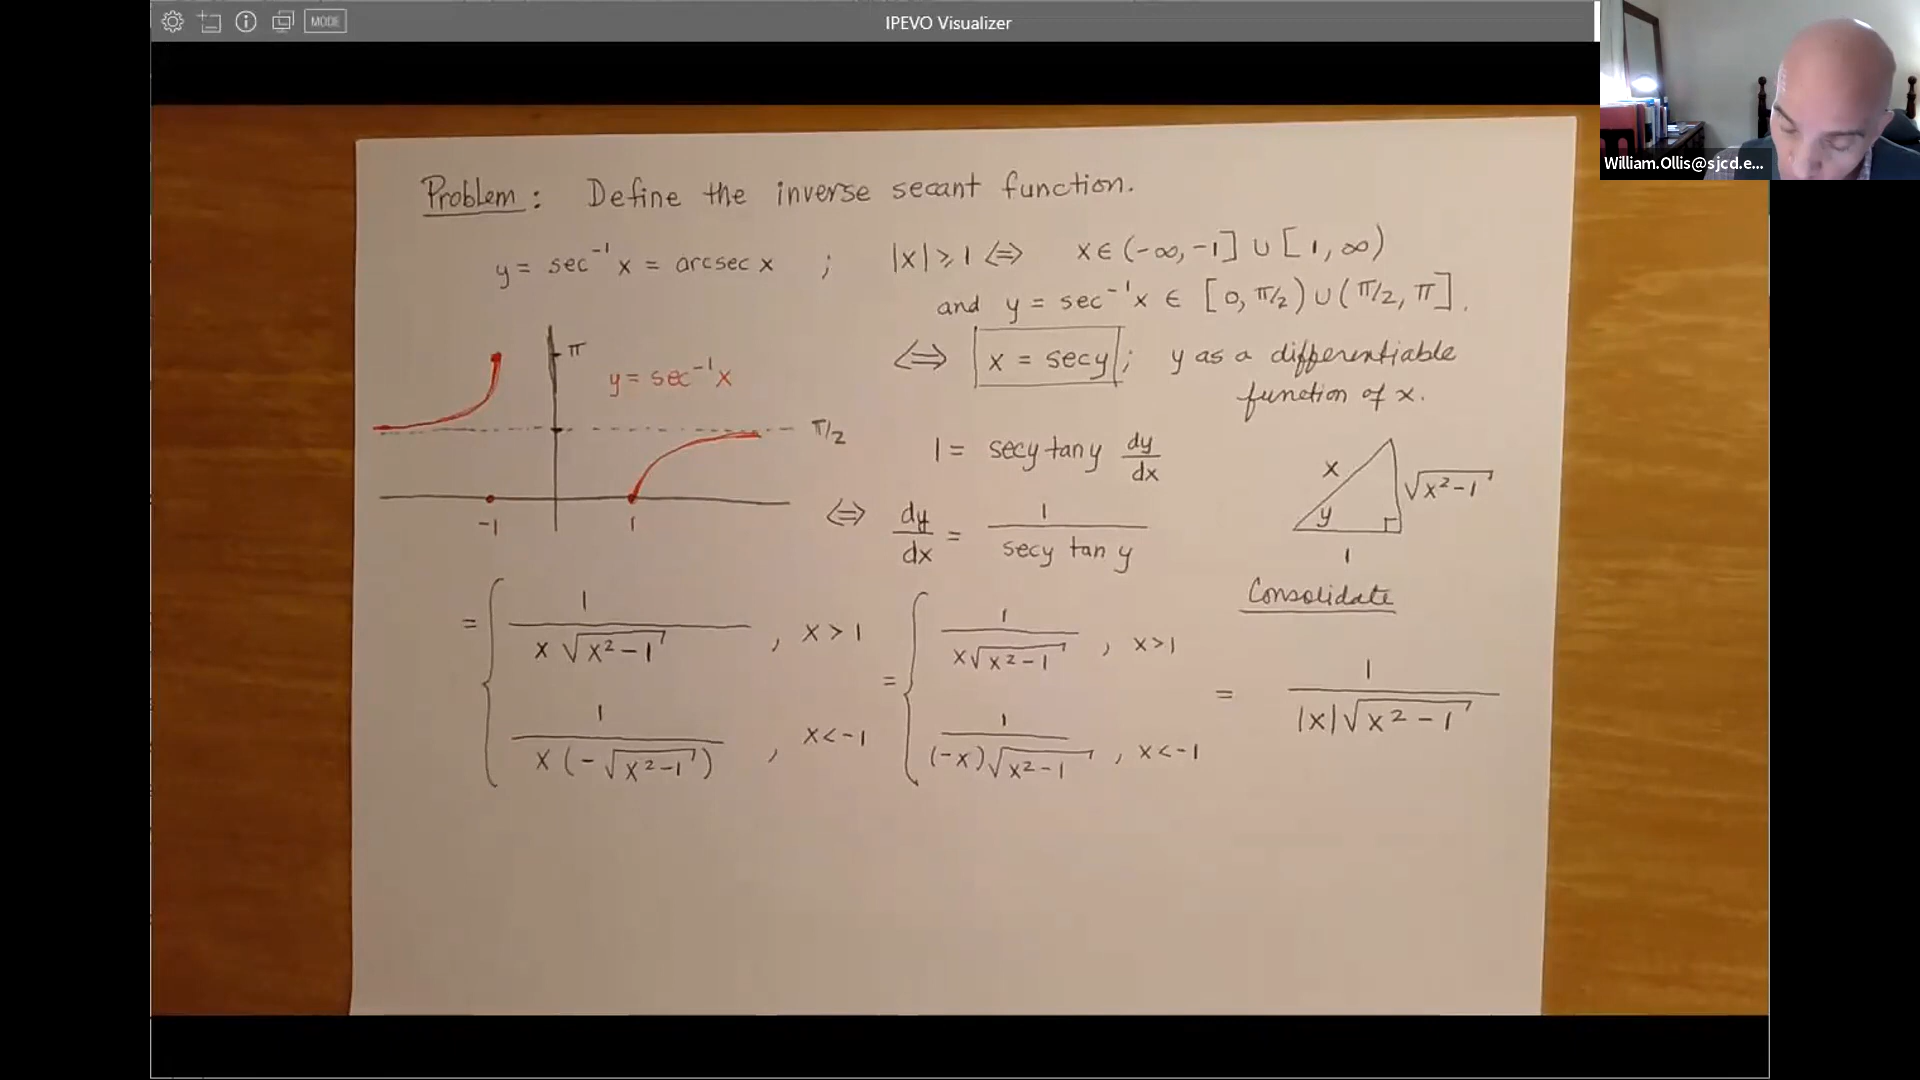 MODE
IPEVO Visualizer
William.Ollis@sjcd.e...
Problem : Define the inverse secant function.
y = sec⁻¹ x = arcsec x ; |x| ⩾ 1 ⇔ x ∈ (-∞, -1] ∪ [1, ∞)
and y = sec⁻¹x ∈ [0, π/2) ∪ (π/2, π].
⇔ x = sec y ; y as a differentiable
function of x.
π
y = sec⁻¹x
π/2
-1
1
1 = sec y tan y dy/dx
⇔ dy/dx = 1/(sec y tan y)
x
√(x² - 1)
y
1
Consolidate
= { 1/(x √(x² - 1)) , x > 1
1/(x (-√(x² - 1))) , x < -1
= { 1/(x√(x² - 1)) , x > 1
1/((-x)√(x² - 1)) , x < -1
= 1/(|x|√(x² - 1))